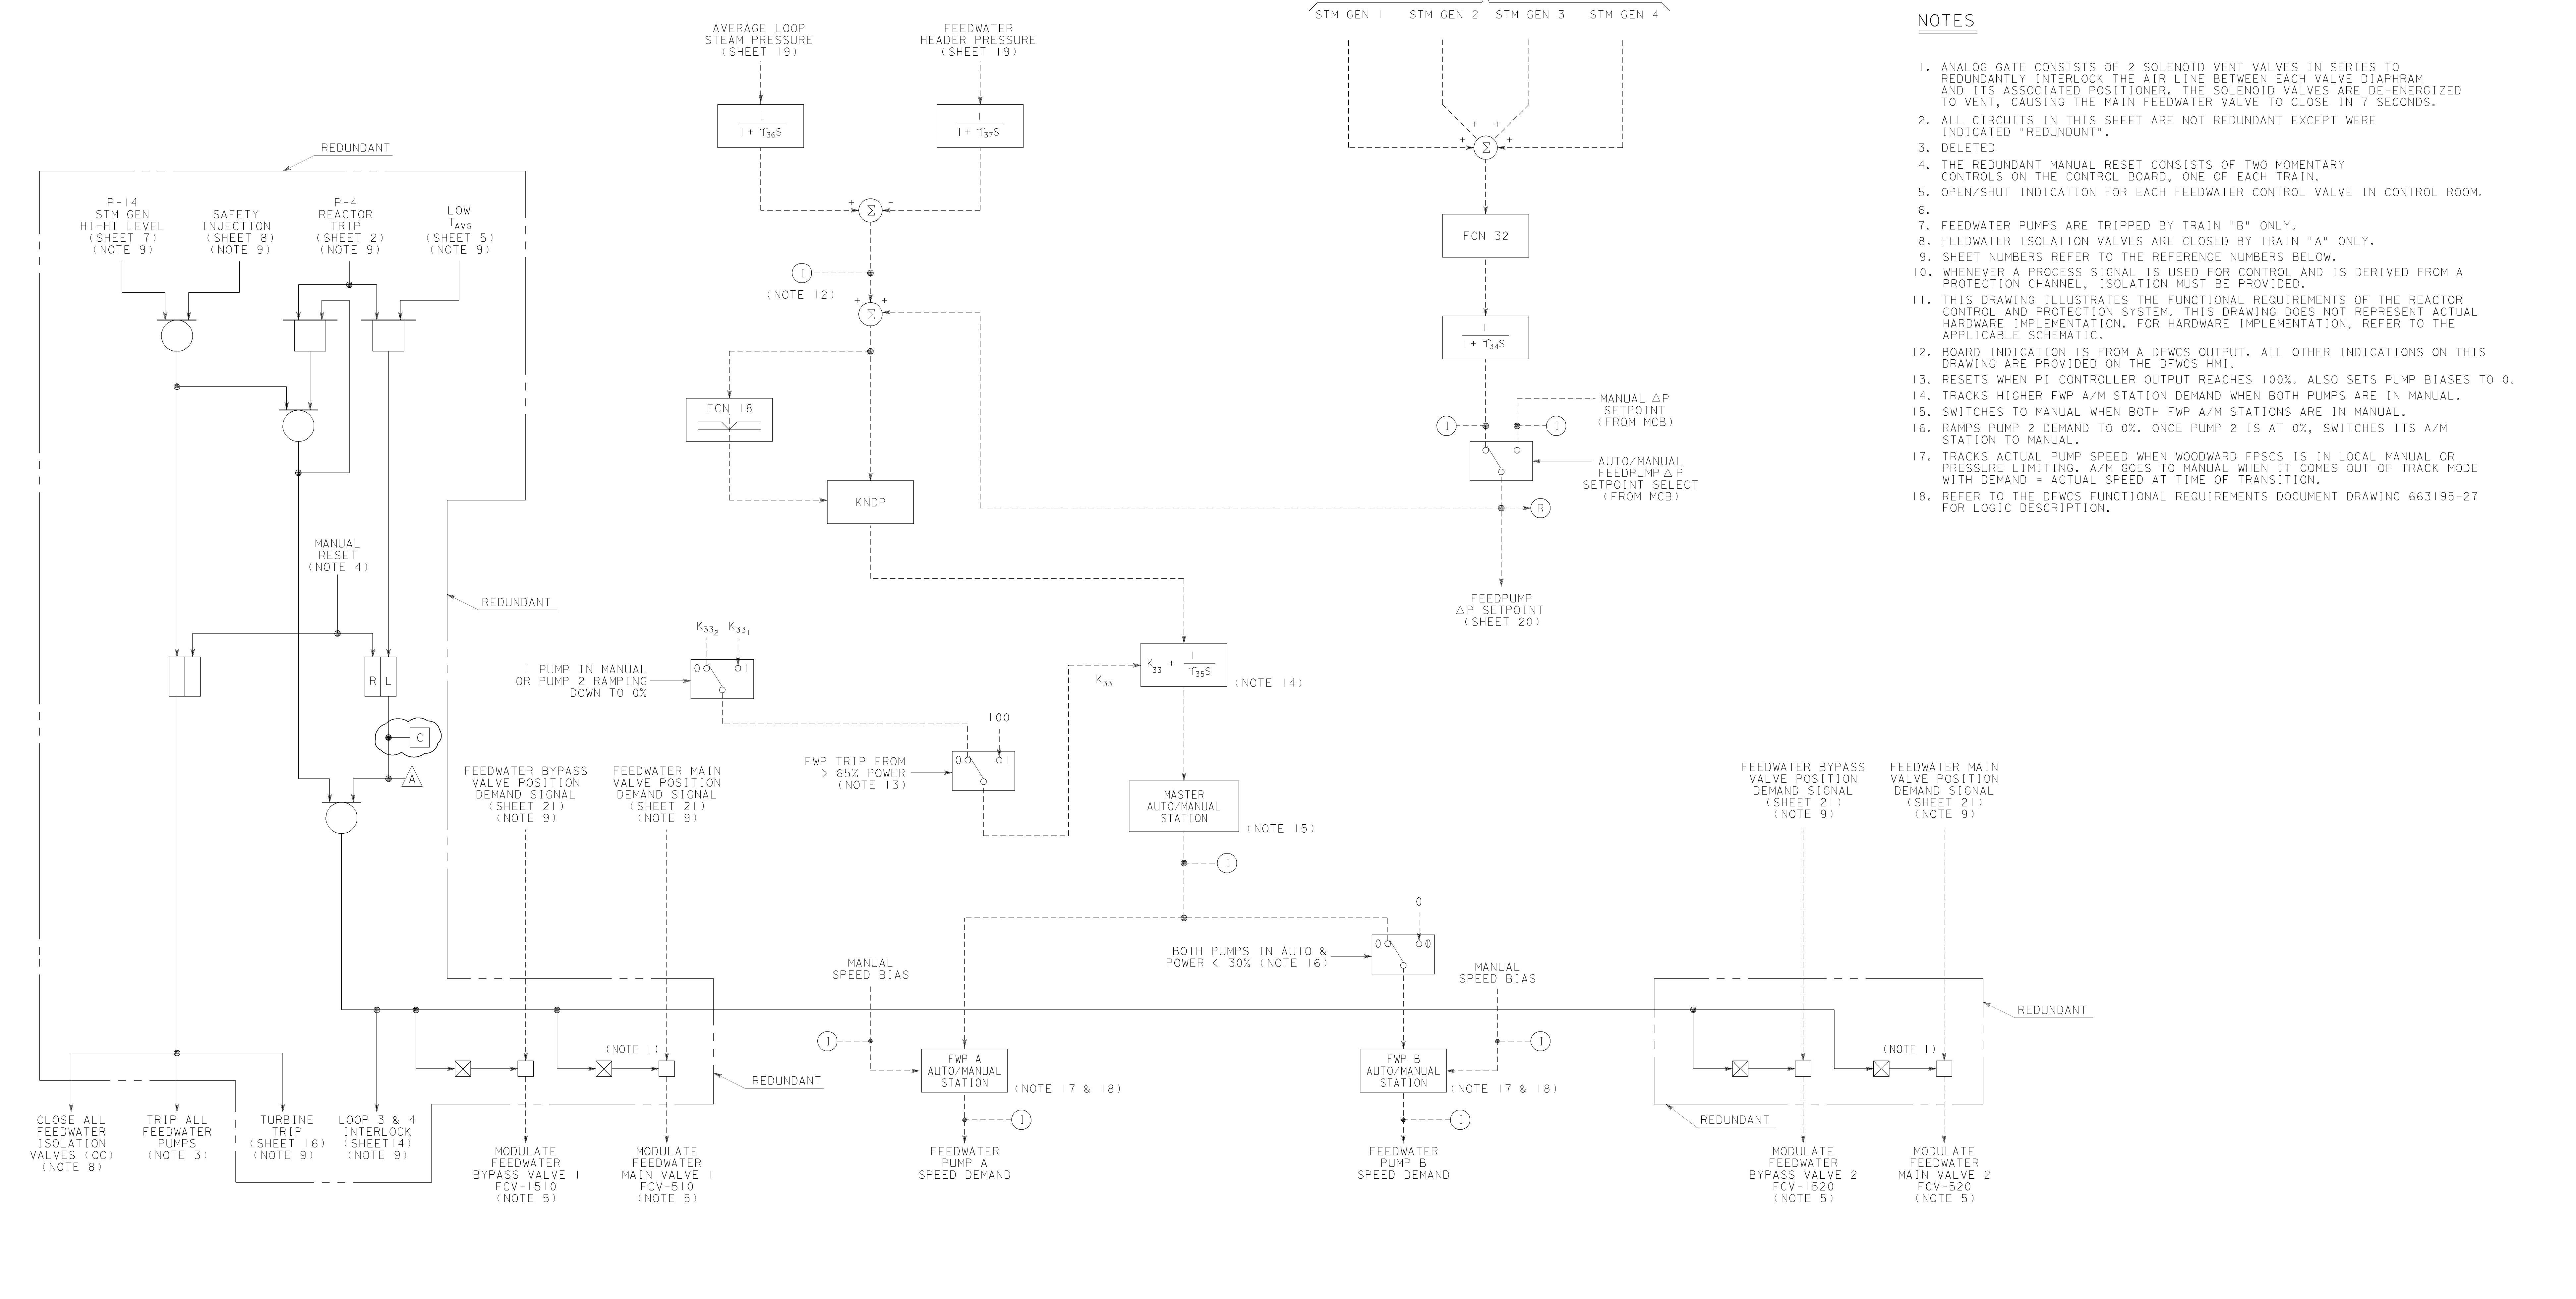 STM GEN 1
STM GEN 2
STM GEN 3
STM GEN 4
AVERAGE LOOP
STEAM PRESSURE
(SHEET 19)
FEEDWATER
HEADER PRESSURE
(SHEET 19)
1
1 + τ36S
1
1 + τ37S
+
-
Σ
+
+
+
+
Σ
FCN 32
1
1 + τ34S
REDUNDANT
P-14
STM GEN
HI-HI LEVEL
(SHEET 7)
(NOTE 9)
SAFETY
INJECTION
(SHEET 8)
(NOTE 9)
P-4
REACTOR
TRIP
(SHEET 2)
(NOTE 9)
LOW
TAVG
(SHEET 5)
(NOTE 9)
I
(NOTE 12)
+
+
Σ
FCN 18
KNDP
MANUAL △P
SETPOINT
(FROM MCB)
I
I
AUTO/MANUAL
FEEDPUMP △P
SETPOINT SELECT
(FROM MCB)
R
FEEDPUMP
△P SETPOINT
(SHEET 20)
MANUAL
RESET
(NOTE 4)
REDUNDANT
R L
C
A
K332
K331
0
1
1 PUMP IN MANUAL
OR PUMP 2 RAMPING
DOWN TO 0%
K33
K33 +
1
τ35S
(NOTE 14)
100
0
1
FWP TRIP FROM
> 65% POWER
(NOTE 13)
MASTER
AUTO/MANUAL
STATION
(NOTE 15)
I
FEEDWATER BYPASS
VALVE POSITION
DEMAND SIGNAL
(SHEET 21)
(NOTE 9)
FEEDWATER MAIN
VALVE POSITION
DEMAND SIGNAL
(SHEET 21)
(NOTE 9)
FEEDWATER BYPASS
VALVE POSITION
DEMAND SIGNAL
(SHEET 21)
(NOTE 9)
FEEDWATER MAIN
VALVE POSITION
DEMAND SIGNAL
(SHEET 21)
(NOTE 9)
0
0
BOTH PUMPS IN AUTO &
POWER < 30% (NOTE 16)
MANUAL
SPEED BIAS
MANUAL
SPEED BIAS
I
I
FWP A
AUTO/MANUAL
STATION
(NOTE 17 & 18)
I
FWP B
AUTO/MANUAL
STATION
(NOTE 17 & 18)
I
(NOTE 1)
REDUNDANT
(NOTE 1)
REDUNDANT
REDUNDANT
CLOSE ALL
FEEDWATER
ISOLATION
VALVES (OC)
(NOTE 8)
TRIP ALL
FEEDWATER
PUMPS
(NOTE 3)
TURBINE
TRIP
(SHEET 16)
(NOTE 9)
LOOP 3 & 4
INTERLOCK
(SHEET14)
(NOTE 9)
MODULATE
FEEDWATER
BYPASS VALVE 1
FCV-1510
(NOTE 5)
MODULATE
FEEDWATER
MAIN VALVE 1
FCV-510
(NOTE 5)
FEEDWATER
PUMP A
SPEED DEMAND
FEEDWATER
PUMP B
SPEED DEMAND
MODULATE
FEEDWATER
BYPASS VALVE 2
FCV-1520
(NOTE 5)
MODULATE
FEEDWATER
MAIN VALVE 2
FCV-520
(NOTE 5)
NOTES
1. ANALOG GATE CONSISTS OF 2 SOLENOID VENT VALVES IN SERIES TO
REDUNDANTLY INTERLOCK THE AIR LINE BETWEEN EACH VALVE DIAPHRAM
AND ITS ASSOCIATED POSITIONER. THE SOLENOID VALVES ARE DE-ENERGIZED
TO VENT, CAUSING THE MAIN FEEDWATER VALVE TO CLOSE IN 7 SECONDS.
2. ALL CIRCUITS IN THIS SHEET ARE NOT REDUNDANT EXCEPT WERE
INDICATED "REDUNDUNT".
3. DELETED
4. THE REDUNDANT MANUAL RESET CONSISTS OF TWO MOMENTARY
CONTROLS ON THE CONTROL BOARD, ONE OF EACH TRAIN.
5. OPEN/SHUT INDICATION FOR EACH FEEDWATER CONTROL VALVE IN CONTROL ROOM.
6.
7. FEEDWATER PUMPS ARE TRIPPED BY TRAIN "B" ONLY.
8. FEEDWATER ISOLATION VALVES ARE CLOSED BY TRAIN "A" ONLY.
9. SHEET NUMBERS REFER TO THE REFERENCE NUMBERS BELOW.
10. WHENEVER A PROCESS SIGNAL IS USED FOR CONTROL AND IS DERIVED FROM A
PROTECTION CHANNEL, ISOLATION MUST BE PROVIDED.
11. THIS DRAWING ILLUSTRATES THE FUNCTIONAL REQUIREMENTS OF THE REACTOR
CONTROL AND PROTECTION SYSTEM. THIS DRAWING DOES NOT REPRESENT ACTUAL
HARDWARE IMPLEMENTATION. FOR HARDWARE IMPLEMENTATION, REFER TO THE
APPLICABLE SCHEMATIC.
12. BOARD INDICATION IS FROM A DFWCS OUTPUT. ALL OTHER INDICATIONS ON THIS
DRAWING ARE PROVIDED ON THE DFWCS HMI.
13. RESETS WHEN PI CONTROLLER OUTPUT REACHES 100%. ALSO SETS PUMP BIASES TO 0.
14. TRACKS HIGHER FWP A/M STATION DEMAND WHEN BOTH PUMPS ARE IN MANUAL.
15. SWITCHES TO MANUAL WHEN BOTH FWP A/M STATIONS ARE IN MANUAL.
16. RAMPS PUMP 2 DEMAND TO 0%. ONCE PUMP 2 IS AT 0%, SWITCHES ITS A/M
STATION TO MANUAL.
17. TRACKS ACTUAL PUMP SPEED WHEN WOODWARD FPSCS IS IN LOCAL MANUAL OR
PRESSURE LIMITING. A/M GOES TO MANUAL WHEN IT COMES OUT OF TRACK MODE
WITH DEMAND = ACTUAL SPEED AT TIME OF TRANSITION.
18. REFER TO THE DFWCS FUNCTIONAL REQUIREMENTS DOCUMENT DRAWING 663195-27
FOR LOGIC DESCRIPTION.